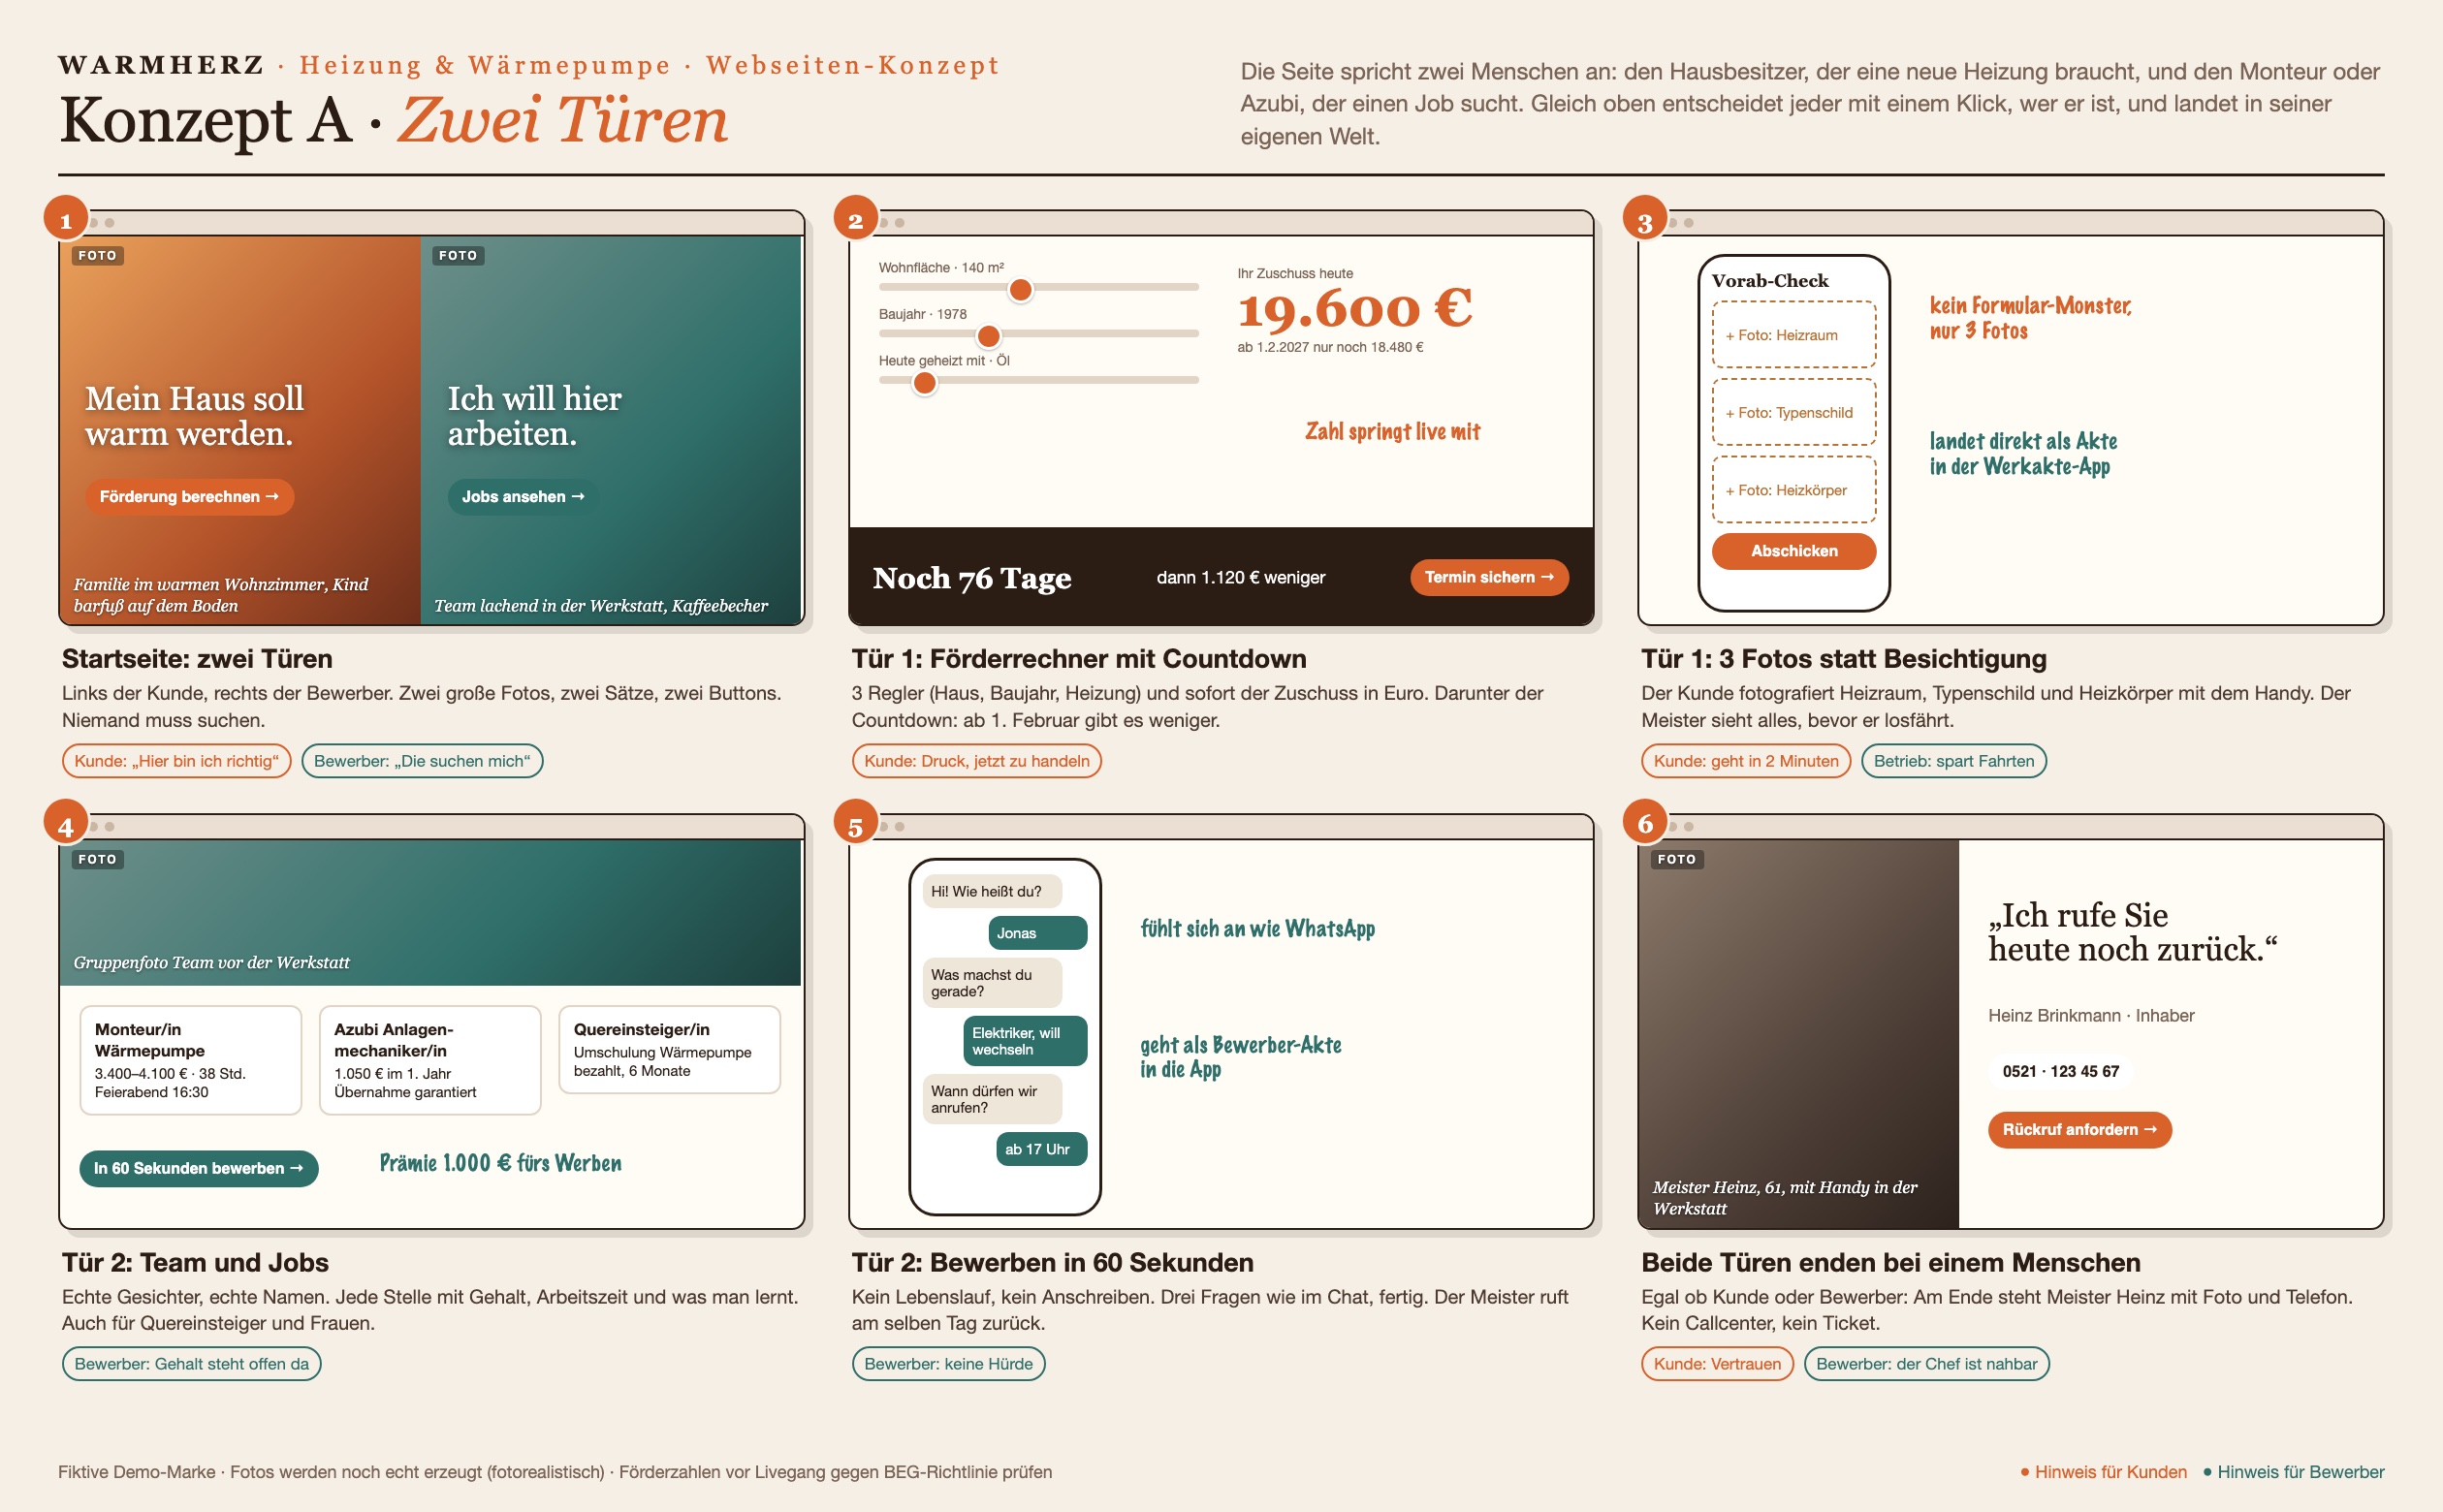 WARMHERZ · Heizung & Wärmepumpe · Webseiten-Konzept
Konzept A · Zwei Türen
Die Seite spricht zwei Menschen an: den Hausbesitzer, der eine neue Heizung braucht, und den Monteur oder
Azubi, der einen Job sucht. Gleich oben entscheidet jeder mit einem Klick, wer er ist, und landet in seiner
eigenen Welt.
1
FOTO
Mein Haus soll
warm werden.
Förderung berechnen →
Familie im warmen Wohnzimmer, Kind
barfuß auf dem Boden
FOTO
Ich will hier
arbeiten.
Jobs ansehen →
Team lachend in der Werkstatt, Kaffeebecher
Startseite: zwei Türen
Links der Kunde, rechts der Bewerber. Zwei große Fotos, zwei Sätze, zwei Buttons.
Niemand muss suchen.
Kunde: „Hier bin ich richtig“
Bewerber: „Die suchen mich“
2
Wohnfläche · 140 m²
Baujahr · 1978
Heute geheizt mit · Öl
Ihr Zuschuss heute
19.600 €
ab 1.2.2027 nur noch 18.480 €
Zahl springt live mit
Noch 76 Tage
dann 1.120 € weniger
Termin sichern →
Tür 1: Förderrechner mit Countdown
3 Regler (Haus, Baujahr, Heizung) und sofort der Zuschuss in Euro. Darunter der
Countdown: ab 1. Februar gibt es weniger.
Kunde: Druck, jetzt zu handeln
3
Vorab-Check
+ Foto: Heizraum
+ Foto: Typenschild
+ Foto: Heizkörper
Abschicken
kein Formular-Monster,
nur 3 Fotos
landet direkt als Akte
in der Werkakte-App
Tür 1: 3 Fotos statt Besichtigung
Der Kunde fotografiert Heizraum, Typenschild und Heizkörper mit dem Handy. Der
Meister sieht alles, bevor er losfährt.
Kunde: geht in 2 Minuten
Betrieb: spart Fahrten
4
FOTO
Gruppenfoto Team vor der Werkstatt
Monteur/in
Wärmepumpe
3.400–4.100 € · 38 Std.
Feierabend 16:30
Azubi Anlagen-
mechaniker/in
1.050 € im 1. Jahr
Übernahme garantiert
Quereinsteiger/in
Umschulung Wärmepumpe
bezahlt, 6 Monate
In 60 Sekunden bewerben →
Prämie 1.000 € fürs Werben
Tür 2: Team und Jobs
Echte Gesichter, echte Namen. Jede Stelle mit Gehalt, Arbeitszeit und was man lernt.
Auch für Quereinsteiger und Frauen.
Bewerber: Gehalt steht offen da
5
Hi! Wie heißt du?
Jonas
Was machst du
gerade?
Elektriker, will
wechseln
Wann dürfen wir
anrufen?
ab 17 Uhr
fühlt sich an wie WhatsApp
geht als Bewerber-Akte
in die App
Tür 2: Bewerben in 60 Sekunden
Kein Lebenslauf, kein Anschreiben. Drei Fragen wie im Chat, fertig. Der Meister ruft
am selben Tag zurück.
Bewerber: keine Hürde
6
FOTO
Meister Heinz, 61, mit Handy in der
Werkstatt
„Ich rufe Sie
heute noch zurück.“
Heinz Brinkmann · Inhaber
0521 · 123 45 67
Rückruf anfordern →
Beide Türen enden bei einem Menschen
Egal ob Kunde oder Bewerber: Am Ende steht Meister Heinz mit Foto und Telefon.
Kein Callcenter, kein Ticket.
Kunde: Vertrauen
Bewerber: der Chef ist nahbar
Fiktive Demo-Marke · Fotos werden noch echt erzeugt (fotorealistisch) · Förderzahlen vor Livegang gegen BEG-Richtlinie prüfen
• Hinweis für Kunden • Hinweis für Bewerber